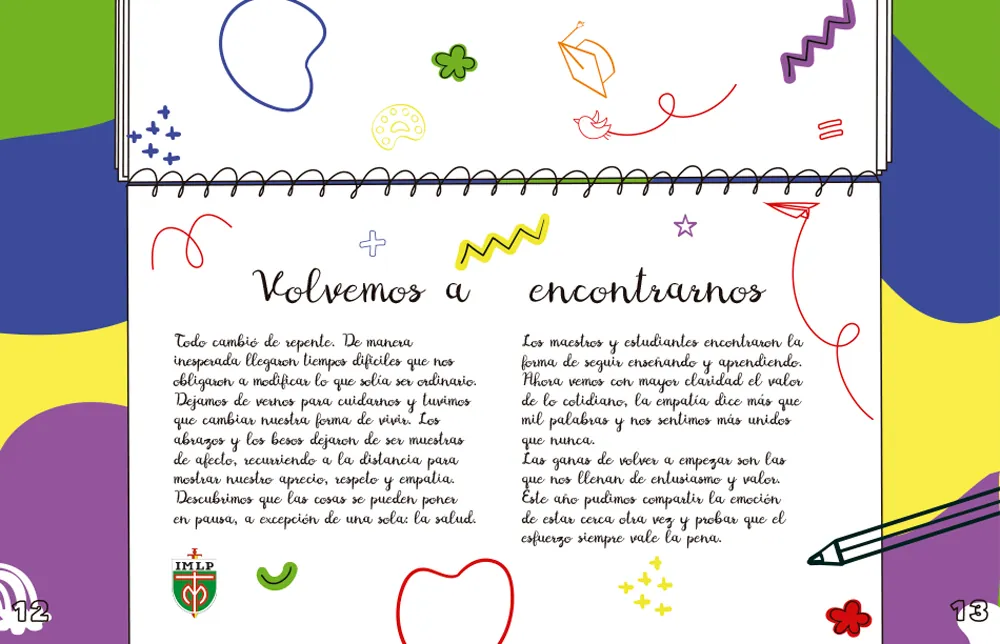 Volvemos a encontrarnos
Todo cambió de repente. De manera
inesperada llegaron tiempos difíciles que nos
obligaron a modificar lo que solía ser ordinario.
Dejamos de vernos para cuidarnos y tuvimos
que cambiar nuestra forma de vivir. Los
abrazos y los besos dejaron de ser muestras
de afecto, recurriendo a la distancia para
mostrar nuestro aprecio, respeto y empatía.
Descubrimos que las cosas se pueden poner
en pausa, a excepción de una sola: la salud.
Los maestros y estudiantes encontraron la
forma de seguir enseñando y aprendiendo.
Ahora vemos con mayor claridad el valor
de lo cotidiano, la empatía dice más que
mil palabras y nos sentimos más unidos
que nunca.
Las ganas de volver a empezar son las
que nos llenan de entusiasmo y valor.
Este año pudimos compartir la emoción
de estar cerca otra vez y probar que el
esfuerzo siempre vale la pena.
IMLP
12
13